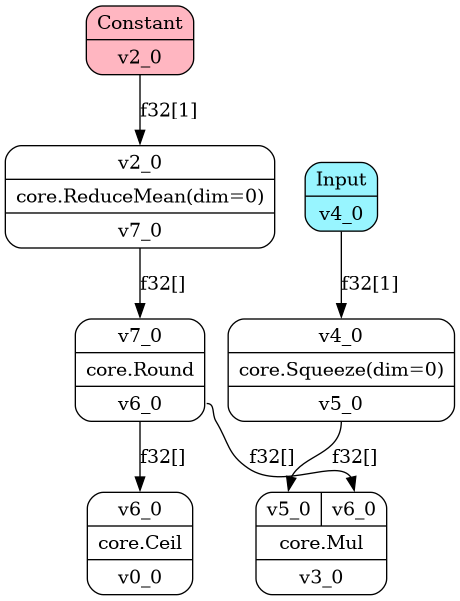 Constant
v2_0
f32[1]
v2_0
core.ReduceMean(dim=0)
v7_0
Input
v4_0
f32[]
f32[1]
v7_0
core.Round
v6_0
v4_0
core.Squeeze(dim=0)
v5_0
f32[]
f32[]
f32[]
v6_0
core.Ceil
v0_0
v5_0
v6_0
core.Mul
v3_0